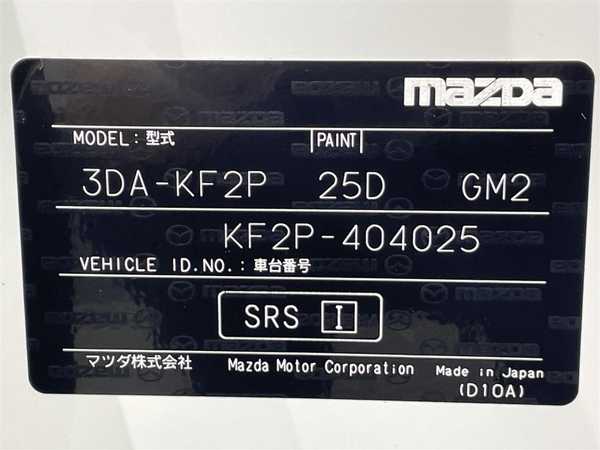 mazda
MODEL : 型式 PAINT
3DA-KF2P 25D GM2
KF2P-404025
VEHICLE ID.NO. : 車台番号
SRS I
マツダ株式会社 Mazda Motor Corporation Made in Japan
(D10A)